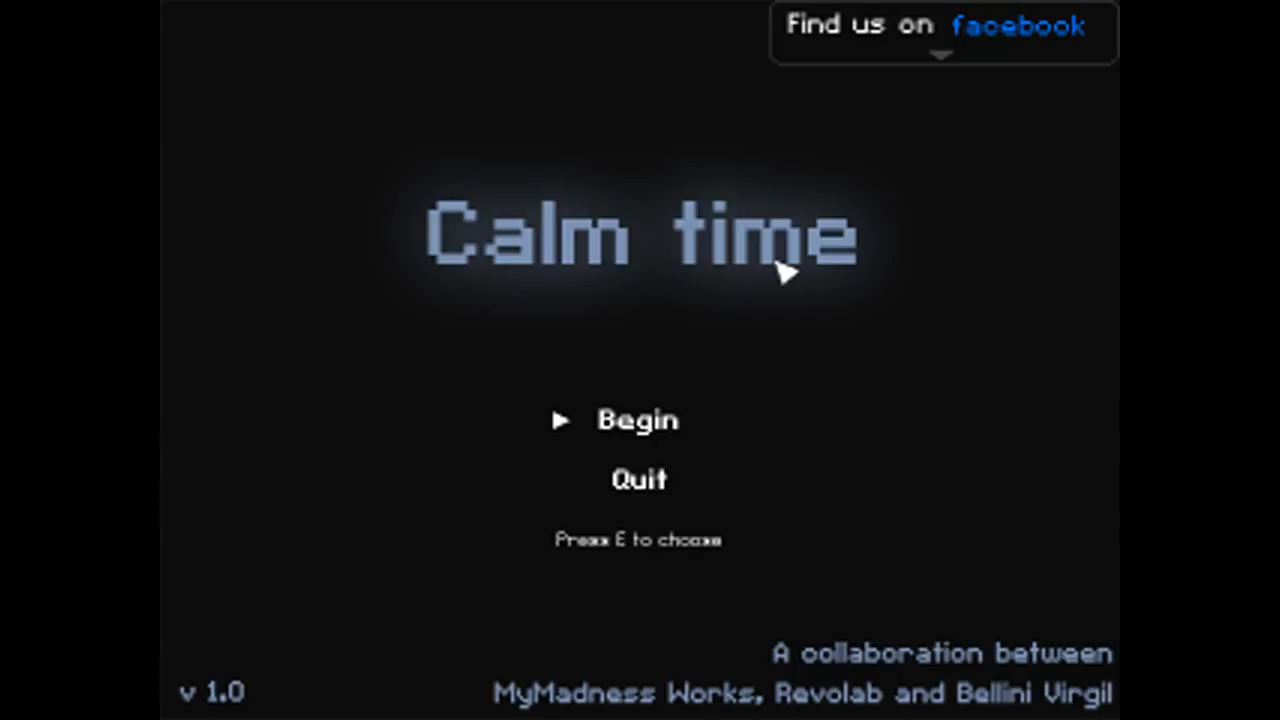 Find us on facebook
Calm time
Begin
Quit
Press E to choose
A collaboration between
v 1.0 MyMadness Works, Revolab and Bellini Virgil